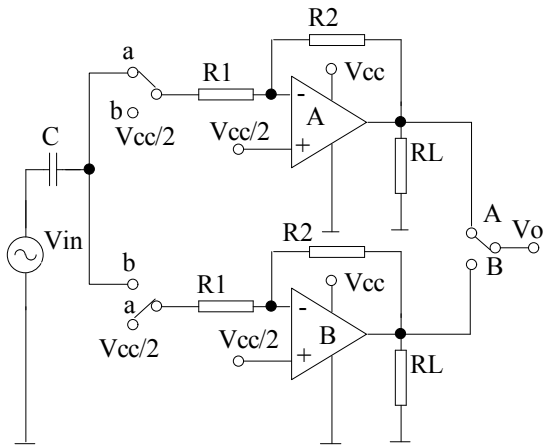 R2
a
R1
Vcc
-
A
b
Vcc/2
Vcc/2
+
C
RL
A
Vo
Vin
R2
B
b
R1
Vcc
a
-
B
Vcc/2
Vcc/2
+
RL